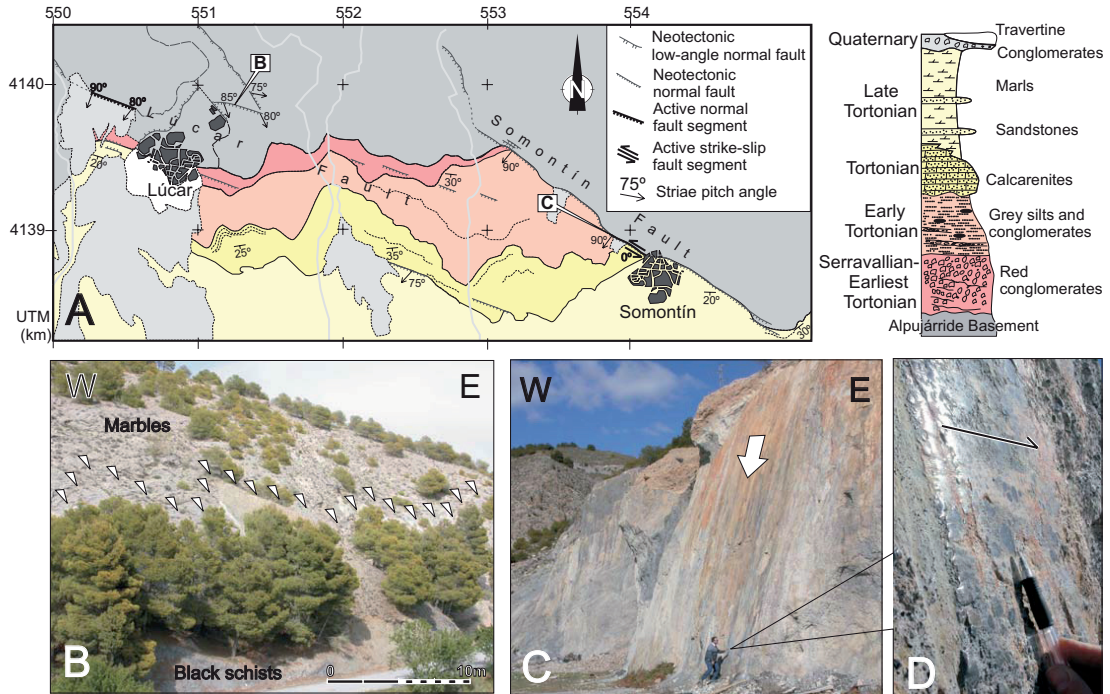 550
551
552
553
554
4140
4139
UTM
(km)
A
B
C
N
90º
80º
85º
75º
80º
20º
Lúcar
Lúcar
Fault
Somontín
Fault
30º
90º
90º
0º
25º
35º
75º
20º
30º
Somontín
Neotectonic
low-angle normal fault
Neotectonic
normal fault
Active normal
fault segment
Active strike-slip
fault segment
75º
Striae pitch angle
Quaternary
Late
Tortonian
Tortonian
Early
Tortonian
Serravallian-
Earliest
Tortonian
Travertine
Conglomerates
Marls
Sandstones
Calcarenites
Grey silts and
conglomerates
Red
conglomerates
Alpujárride Basement
W
E
Marbles
Black schists
0
10m
B
W
E
C
D